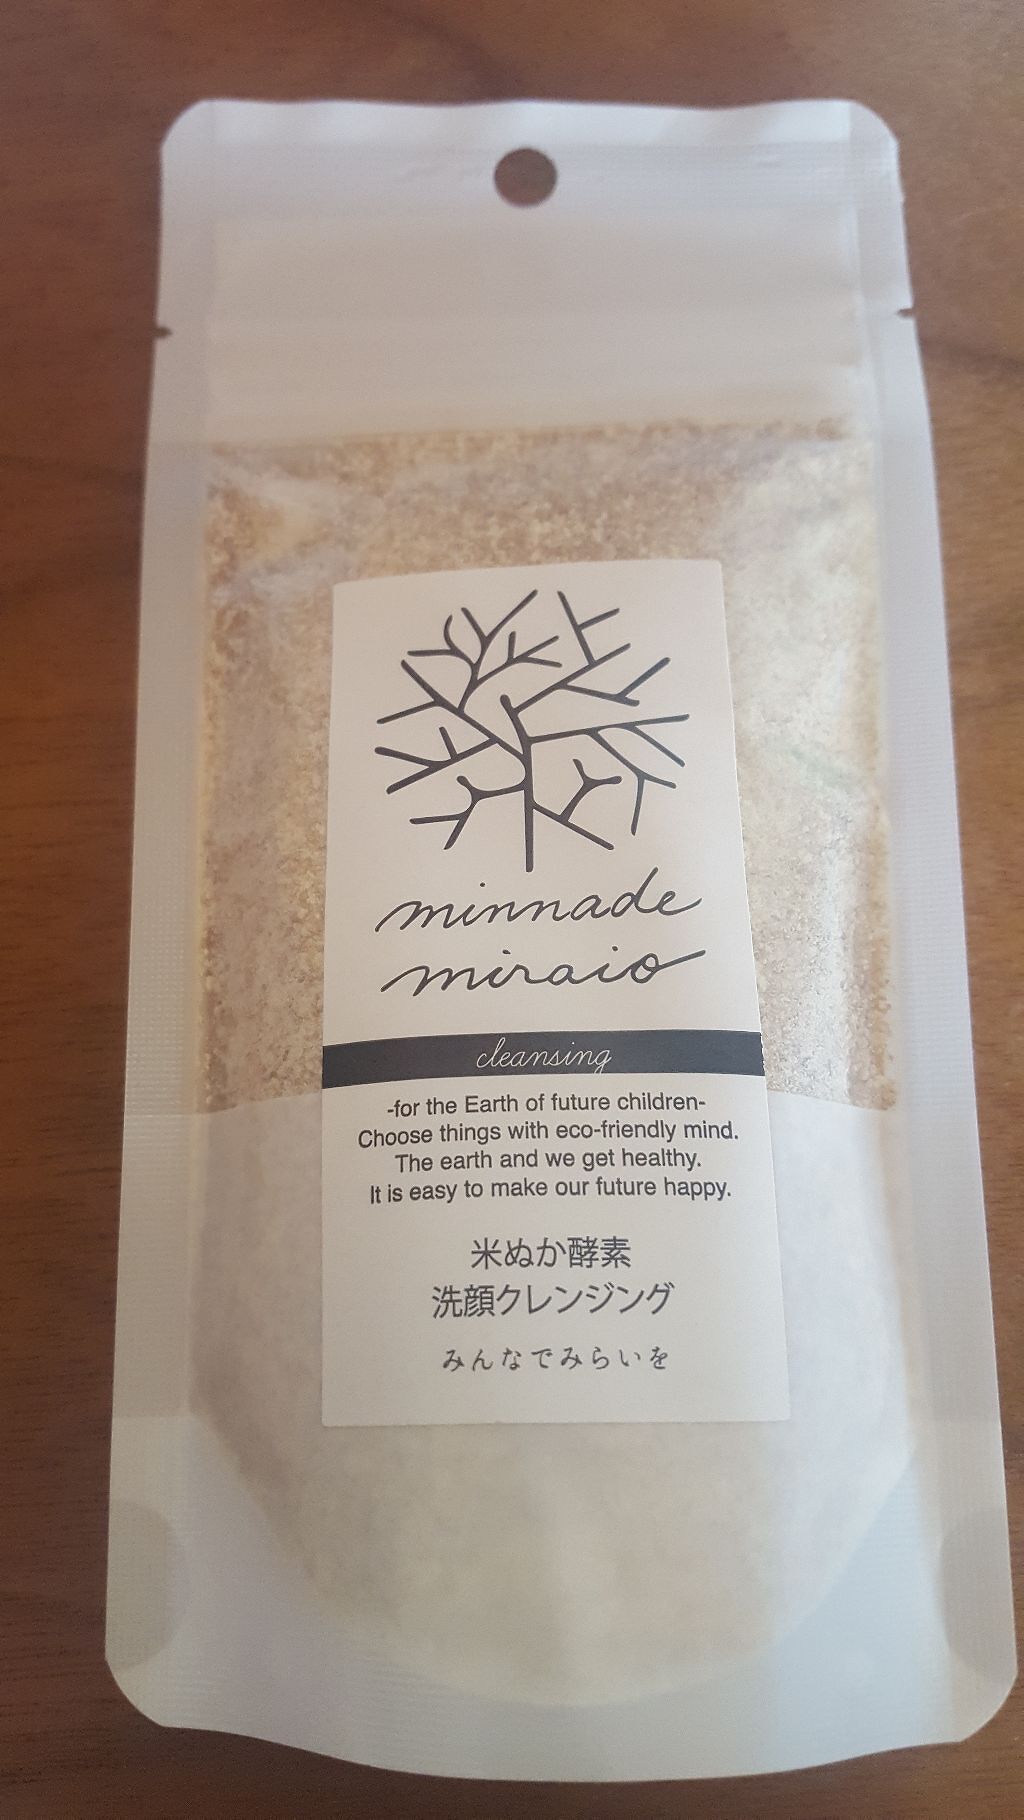 minnade
miraio
cleansing
-for the Earth of future children-
Choose things with eco-friendly mind.
The earth and we get healthy.
It is easy to make our future happy.
米ぬか酵素
洗顔クレンジング
みんなでみらいを